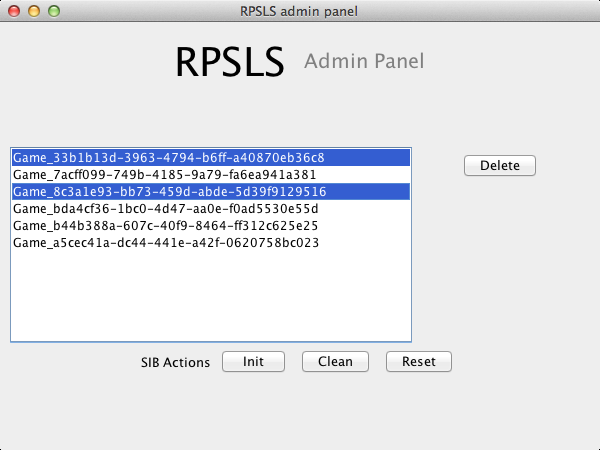 RPSLS admin panel
RPSLS Admin Panel
Game_33b1b13d-3963-4794-b6ff-a40870eb36c8
Game_7acff099-749b-4185-9a79-fa6ea941a381
Game_8c3a1e93-bb73-459d-abde-5d39f9129516
Game_bda4cf36-1bc0-4d47-aa0e-f0ad5530e55d
Game_b44b388a-607c-40f9-8464-ff312c625e25
Game_a5cec41a-dc44-441e-a42f-0620758bc023
Delete
SIB Actions Init Clean Reset